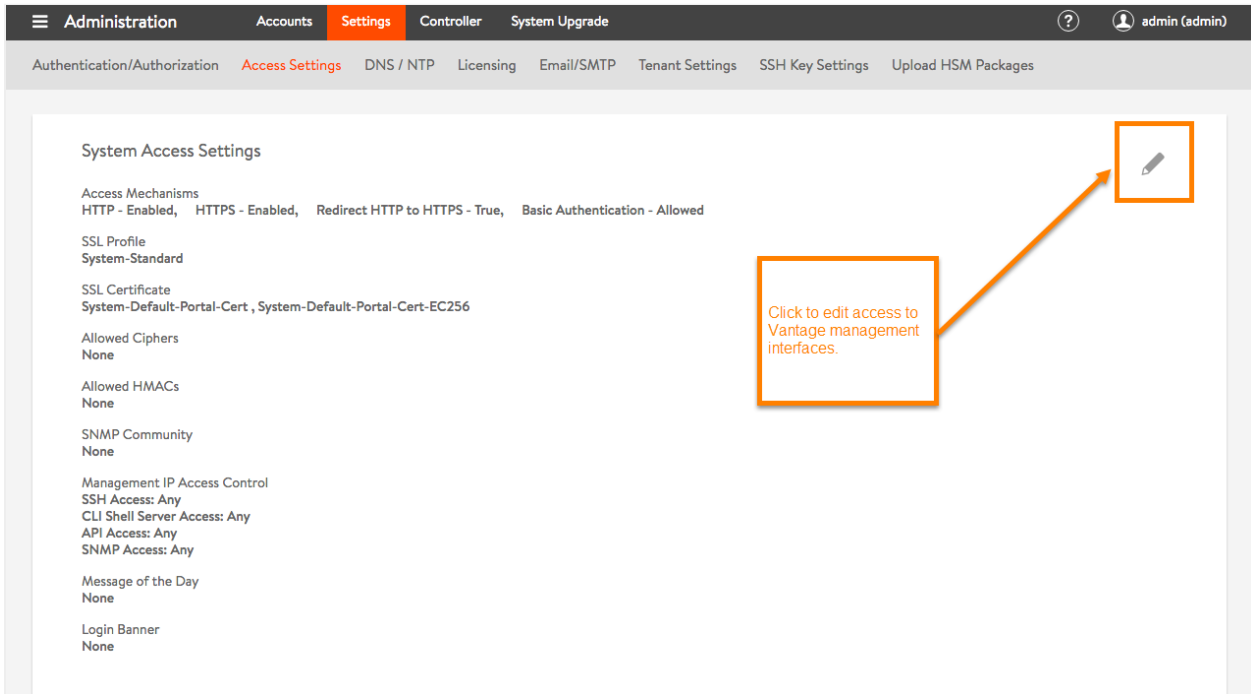 Administration Accounts Settings Controller System Upgrade ? admin (admin)
Authentication/Authorization Access Settings DNS / NTP Licensing Email/SMTP Tenant Settings SSH Key Settings Upload HSM Packages
System Access Settings
Access Mechanisms
HTTP - Enabled, HTTPS - Enabled, Redirect HTTP to HTTPS - True, Basic Authentication - Allowed
SSL Profile
System-Standard
SSL Certificate
System-Default-Portal-Cert , System-Default-Portal-Cert-EC256
Allowed Ciphers
None
Allowed HMACs
None
SNMP Community
None
Management IP Access Control
SSH Access: Any
CLI Shell Server Access: Any
API Access: Any
SNMP Access: Any
Message of the Day
None
Login Banner
None
Click to edit access to
Vantage management
interfaces.